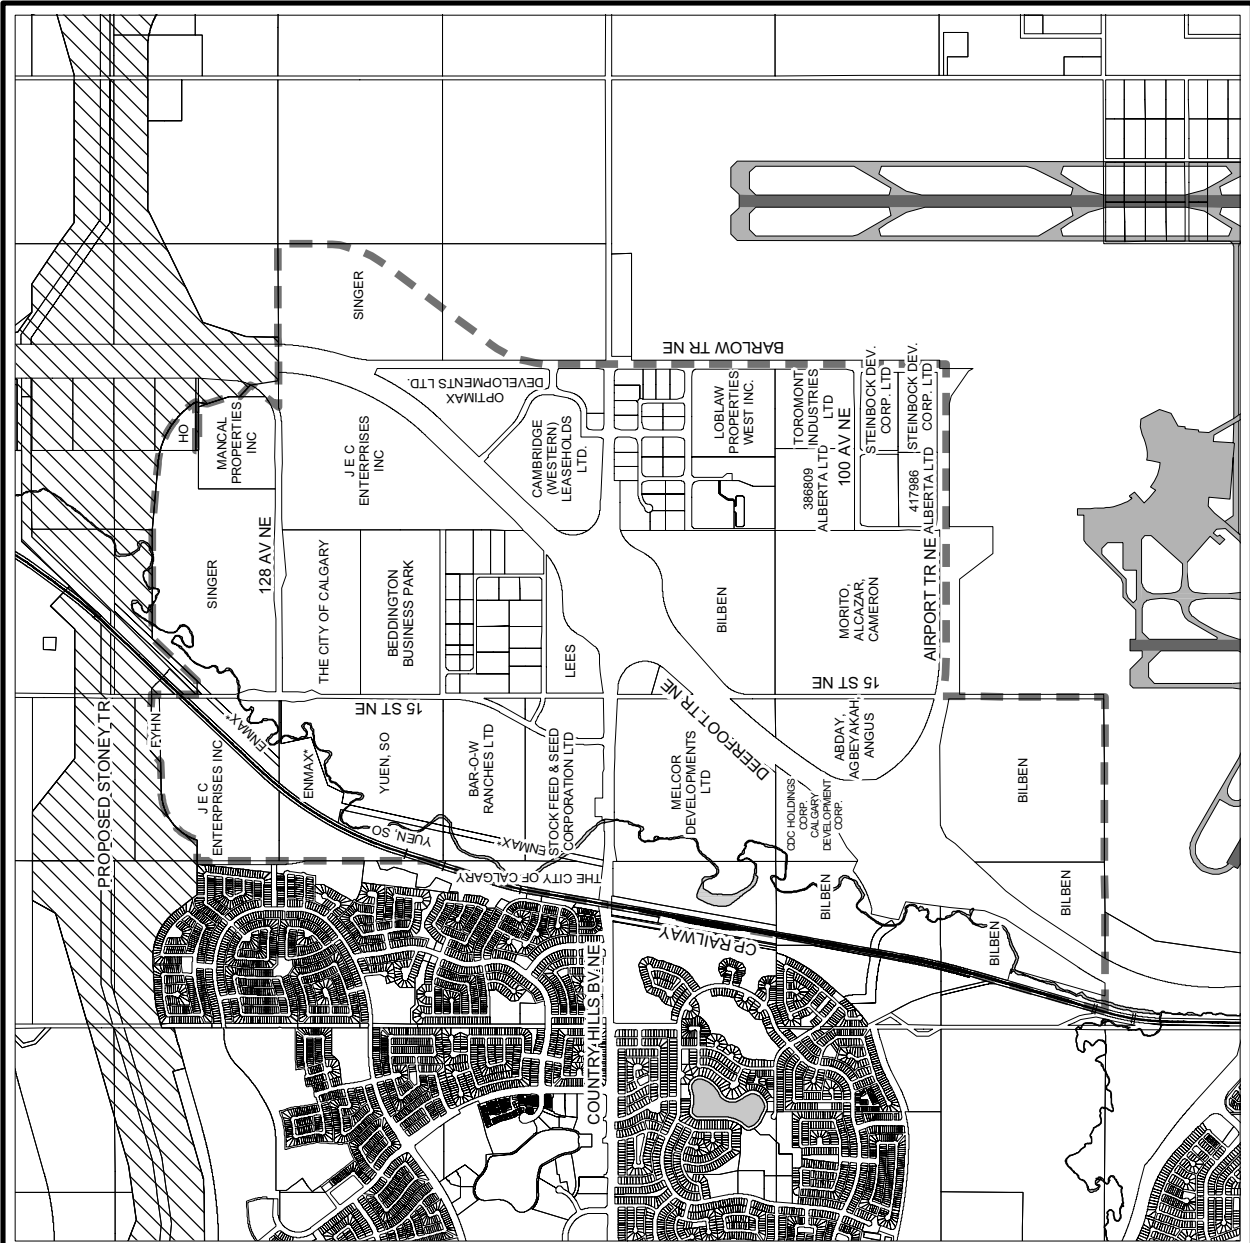 SINGER
BARLOW TR NE
OPTIMAX
DEVELOPMENTS LTD.
HO
MANCAL
PROPERTIES
INC
J E C
ENTERPRISES
INC
CAMBRIDGE
(WESTERN)
LEASEHOLDS
LTD.
LOBLAW
PROPERTIES
WEST INC.
TOROMONT
INDUSTRIES
LTD
STEINBOCK DEV.
CORP. LTD
STEINBOCK DEV.
CORP. LTD
386809
ALBERTA LTD
100 AV NE
417986
ALBERTA LTD
SINGER
128 AV NE
THE CITY OF CALGARY
BEDDINGTON
BUSINESS PARK
LEES
BILBEN
MORITO,
ALCAZAR,
CAMERON
AIRPORT TR NE
PROPOSED STONEY TR
FYHN
ENMAX*
15 ST NE
DEERFOOT TR NE
15 ST NE
J E C
ENTERPRISES INC
ENMAX*
YUEN, SO
BAR-O-W
RANCHES LTD
STOCK FEED & SEED
CORPORATION LTD
MELCOR
DEVELOPMENTS
LTD
ABDAY,
AGBEYAKAH,
ANGUS
CDC HOLDINGS
CORP.
CALGARY
DEVELOPMENT
CORP.
BILBEN
YUEN, SO
ENMAX*
THE CITY OF CALGARY
BILBEN
BILBEN
BILBEN
CP RAILWAY
COUNTRY HILLS BV NE